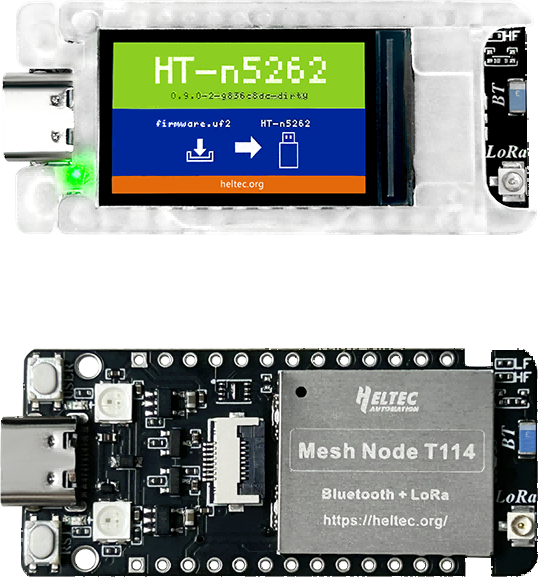 HT-n5262
0.9.0-2-g836c8dc-dirty
firmware.uf2 HT-n5262
heltec.org
HF
BT
LoRa
LF
HF
HELTEC
AUTOMATION
Mesh Node T114
Bluetooth + LoRa
https://heltec.org/
BT
LoRa